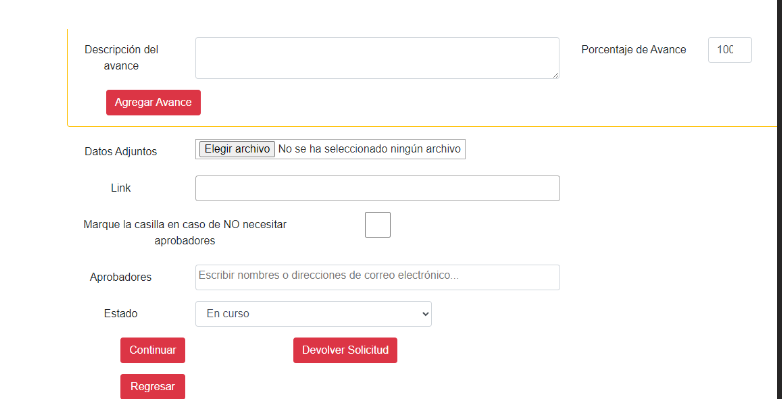 Descripción del
avance
Porcentaje de Avance
100
Agregar Avance
Datos Adjuntos
Elegir archivo No se ha seleccionado ningún archivo
Link
Marque la casilla en caso de NO necesitar
aprobadores
Aprobadores
Escribir nombres o direcciones de correo electrónico...
Estado
En curso
Continuar
Devolver Solicitud
Regresar